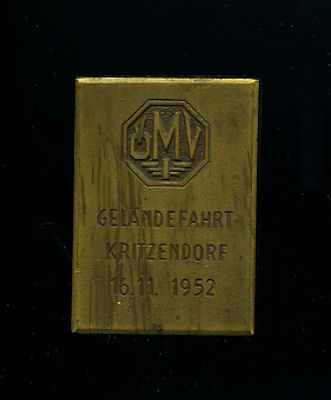 ÖMV
GELÄNDEFAHRT
KRITZENDORF
16.11. 1952